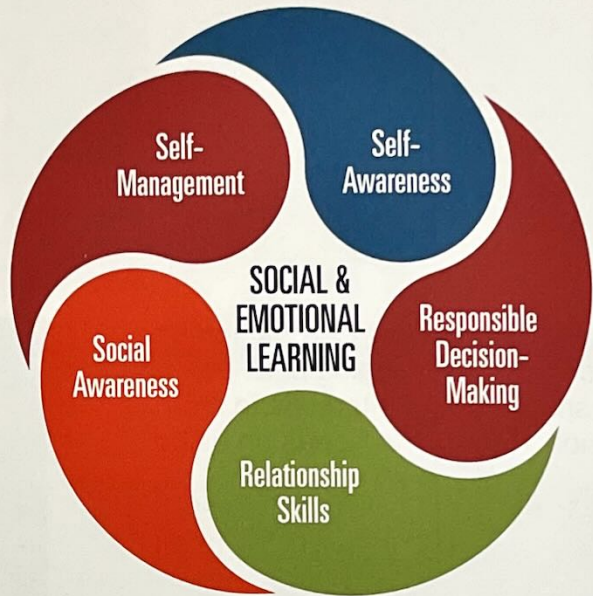 Self-
Management
Self-
Awareness
SOCIAL &
EMOTIONAL
LEARNING
Responsible
Decision-
Making
Social
Awareness
Relationship
Skills